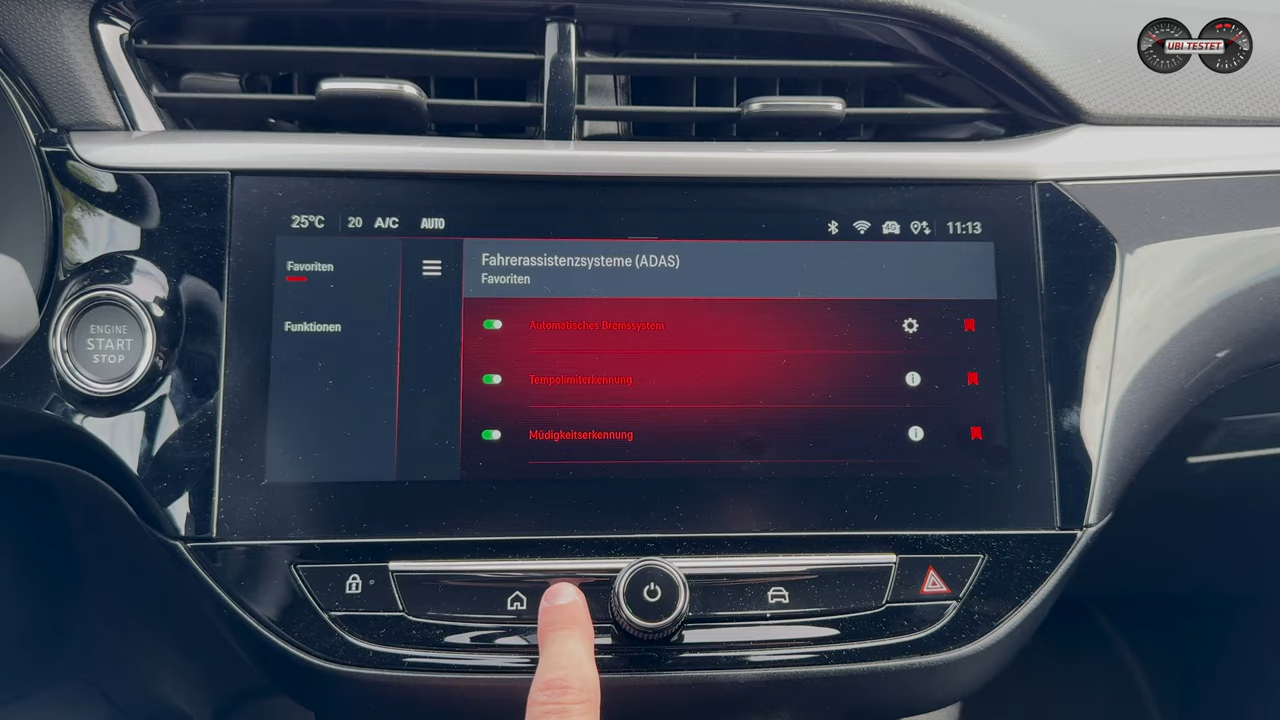 UBI TESTET
25°C 20 A/C AUTO 4G 11:13
Favoriten
Funktionen
Fahrerassistenzsysteme (ADAS)
Favoriten
Automatisches Bremssystem
Tempolimiterkennung
Müdigkeitserkennung
ENGINE
START
STOP